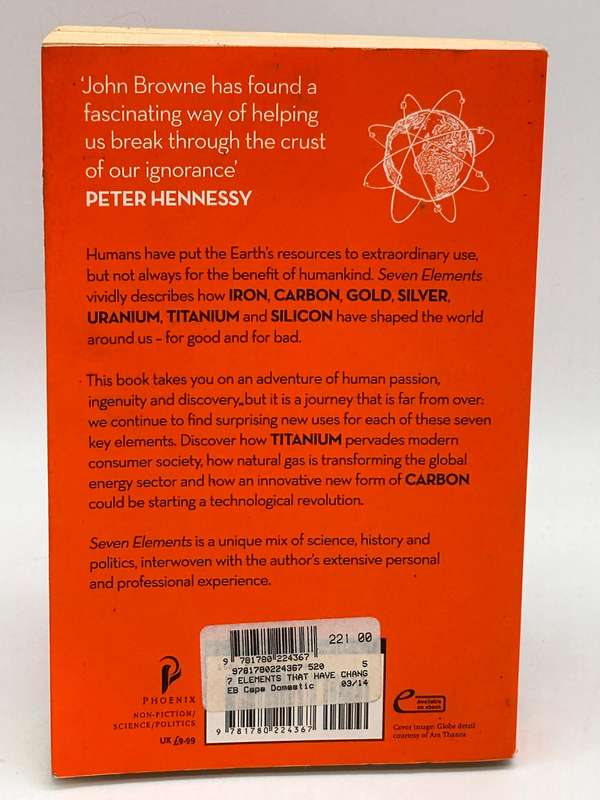 ‘John Browne has found a
fascinating way of helping
us break through the crust
of our ignorance’
PETER HENNESSY
Humans have put the Earth’s resources to extraordinary use,
but not always for the benefit of humankind. Seven Elements
vividly describes how IRON, CARBON, GOLD, SILVER,
URANIUM, TITANIUM and SILICON have shaped the world
around us – for good and for bad.
This book takes you on an adventure of human passion,
ingenuity and discovery, but it is a journey that is far from over:
we continue to find surprising new uses for each of these seven
key elements. Discover how TITANIUM pervades modern
consumer society, how natural gas is transforming the global
energy sector and how an innovative new form of CARBON
could be starting a technological revolution.
Seven Elements is a unique mix of science, history and
politics, interwoven with the author’s extensive personal
and professional experience.
221.00
9 781780 224367
9781780224367 520 S
7 ELEMENTS THAT HAVE CHANG
EB Cape Domestic 03/14
9 781780 224367
PHOENIX
NON-FICTION/
SCIENCE/POLITICS
UK £9.99
e
Available
as ebook
Cover image: Globe detail
courtesy of Ara Thanea